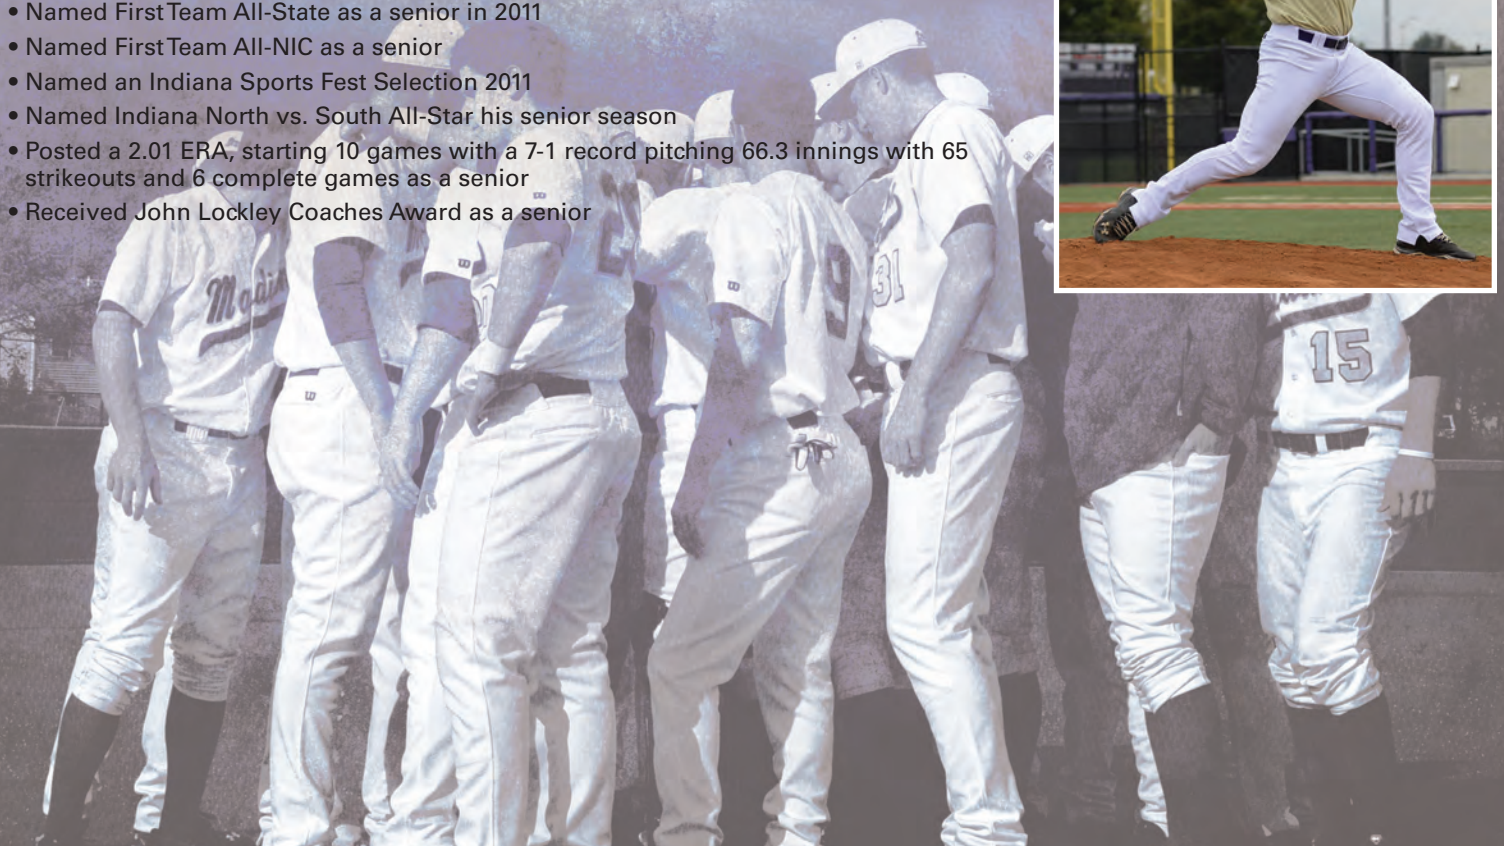 • Named First Team All-State as a senior in 2011
• Named First Team All-NIC as a senior
• Named an Indiana Sports Fest Selection 2011
• Named Indiana North vs. South All-Star his senior season
• Posted a 2.01 ERA, starting 10 games with a 7-1 record pitching 66.3 innings with 65
strikeouts and 6 complete games as a senior
• Received John Lockley Coaches Award as a senior
9
31
15